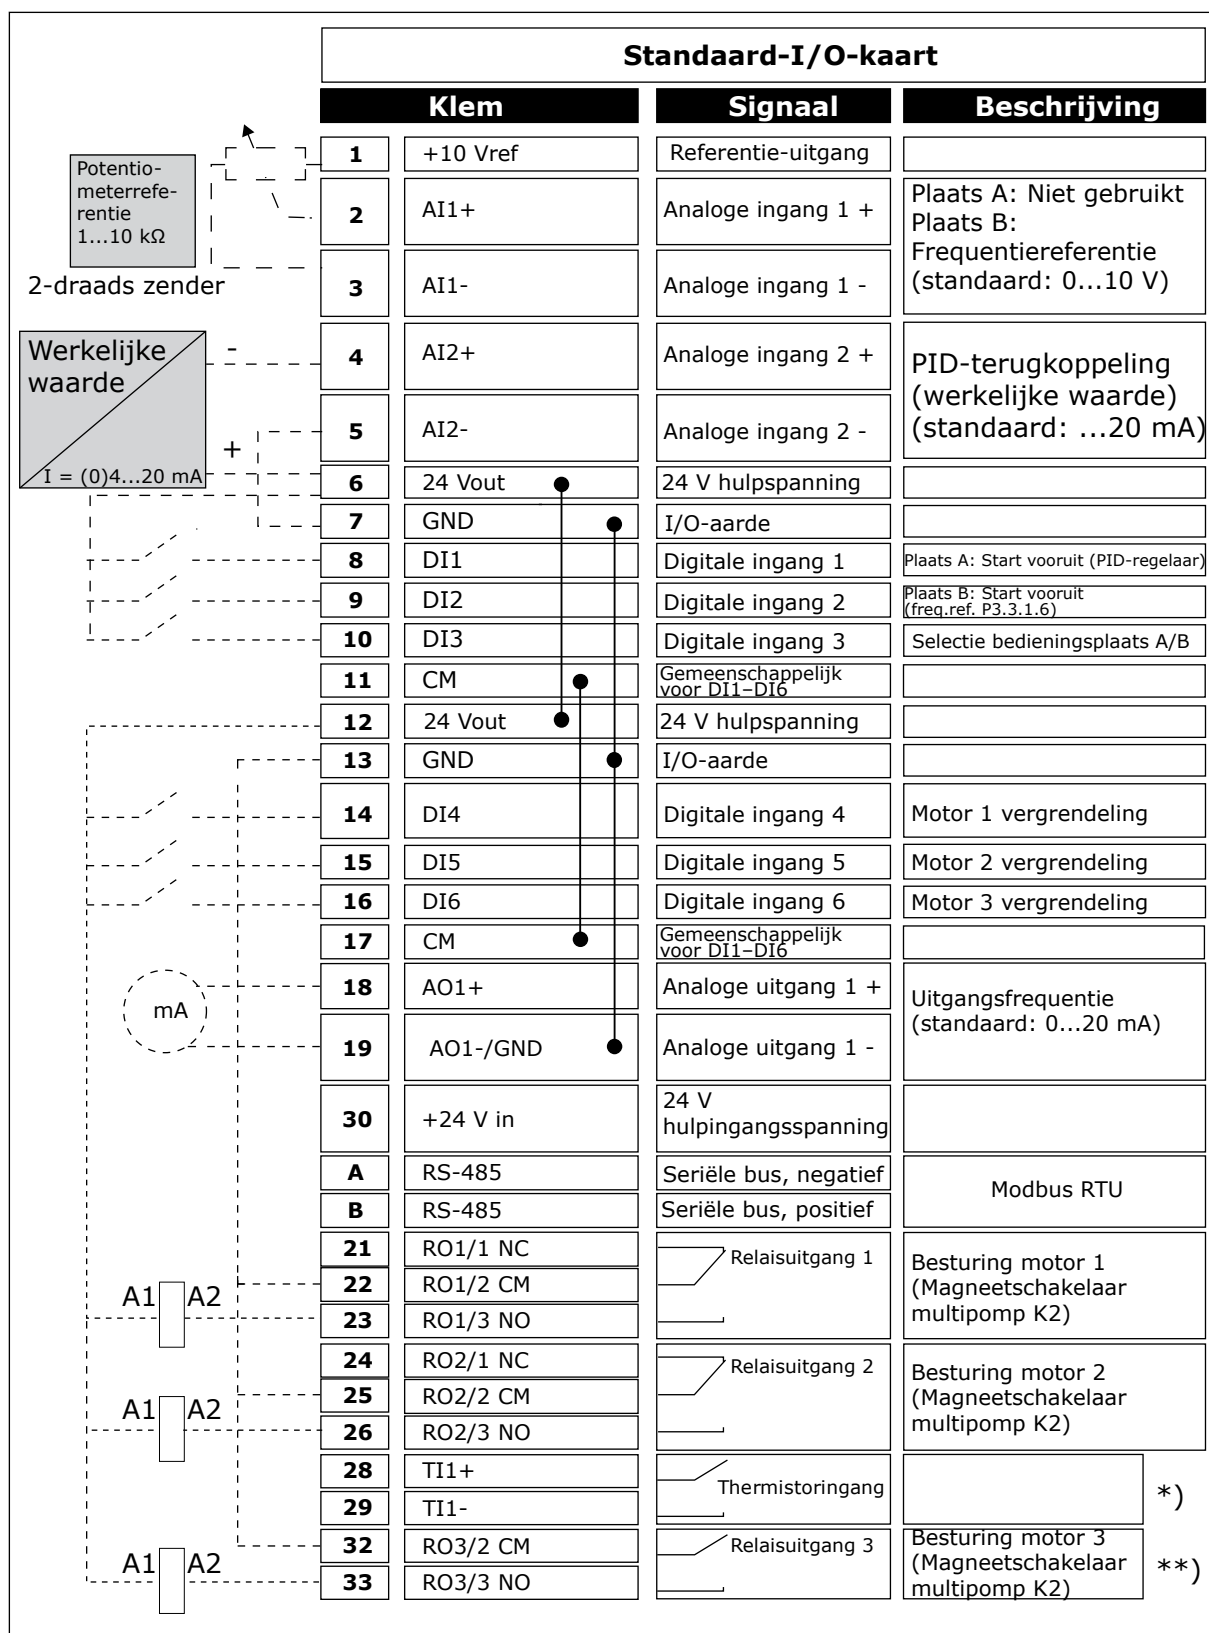 Standaard-I/O-kaart
Klem Signaal Beschrijving
Potentio-
meterrefe-
rentie
1...10 kΩ
2-draads zender
Werkelijke
waarde
-
+
I = (0)4...20 mA
1 +10 Vref Referentie-uitgang
2 AI1+ Analoge ingang 1 +
3 AI1- Analoge ingang 1 -
Plaats A: Niet gebruikt
Plaats B:
Frequentiereferentie
(standaard: 0...10 V)
4 AI2+ Analoge ingang 2 +
5 AI2- Analoge ingang 2 -
PID-terugkoppeling
(werkelijke waarde)
(standaard: ...20 mA)
6 24 Vout 24 V hulpspanning
7 GND I/O-aarde
8 DI1 Digitale ingang 1 Plaats A: Start vooruit (PID-regelaar)
9 DI2 Digitale ingang 2 Plaats B: Start vooruit
(freq.ref. P3.3.1.6)
10 DI3 Digitale ingang 3 Selectie bedieningsplaats A/B
11 CM Gemeenschappelijk
voor DI1–DI6
12 24 Vout 24 V hulpspanning
13 GND I/O-aarde
14 DI4 Digitale ingang 4 Motor 1 vergrendeling
15 DI5 Digitale ingang 5 Motor 2 vergrendeling
16 DI6 Digitale ingang 6 Motor 3 vergrendeling
17 CM Gemeenschappelijk
voor DI1–DI6
mA
18 AO1+ Analoge uitgang 1 +
19 AO1-/GND Analoge uitgang 1 -
Uitgangsfrequentie
(standaard: 0...20 mA)
30 +24 V in 24 V
hulpingangsspanning
A RS-485 Seriële bus, negatief
B RS-485 Seriële bus, positief
Modbus RTU
21 RO1/1 NC Relaisuitgang 1
22 RO1/2 CM
23 RO1/3 NO
A1 A2
Besturing motor 1
(Magneetschakelaar
multipomp K2)
24 RO2/1 NC Relaisuitgang 2
25 RO2/2 CM
26 RO2/3 NO
A1 A2
Besturing motor 2
(Magneetschakelaar
multipomp K2)
28 TI1+ Thermistoringang *)
29 TI1-
32 RO3/2 CM Relaisuitgang 3
33 RO3/3 NO
A1 A2
Besturing motor 3
(Magneetschakelaar
multipomp K2)
**)